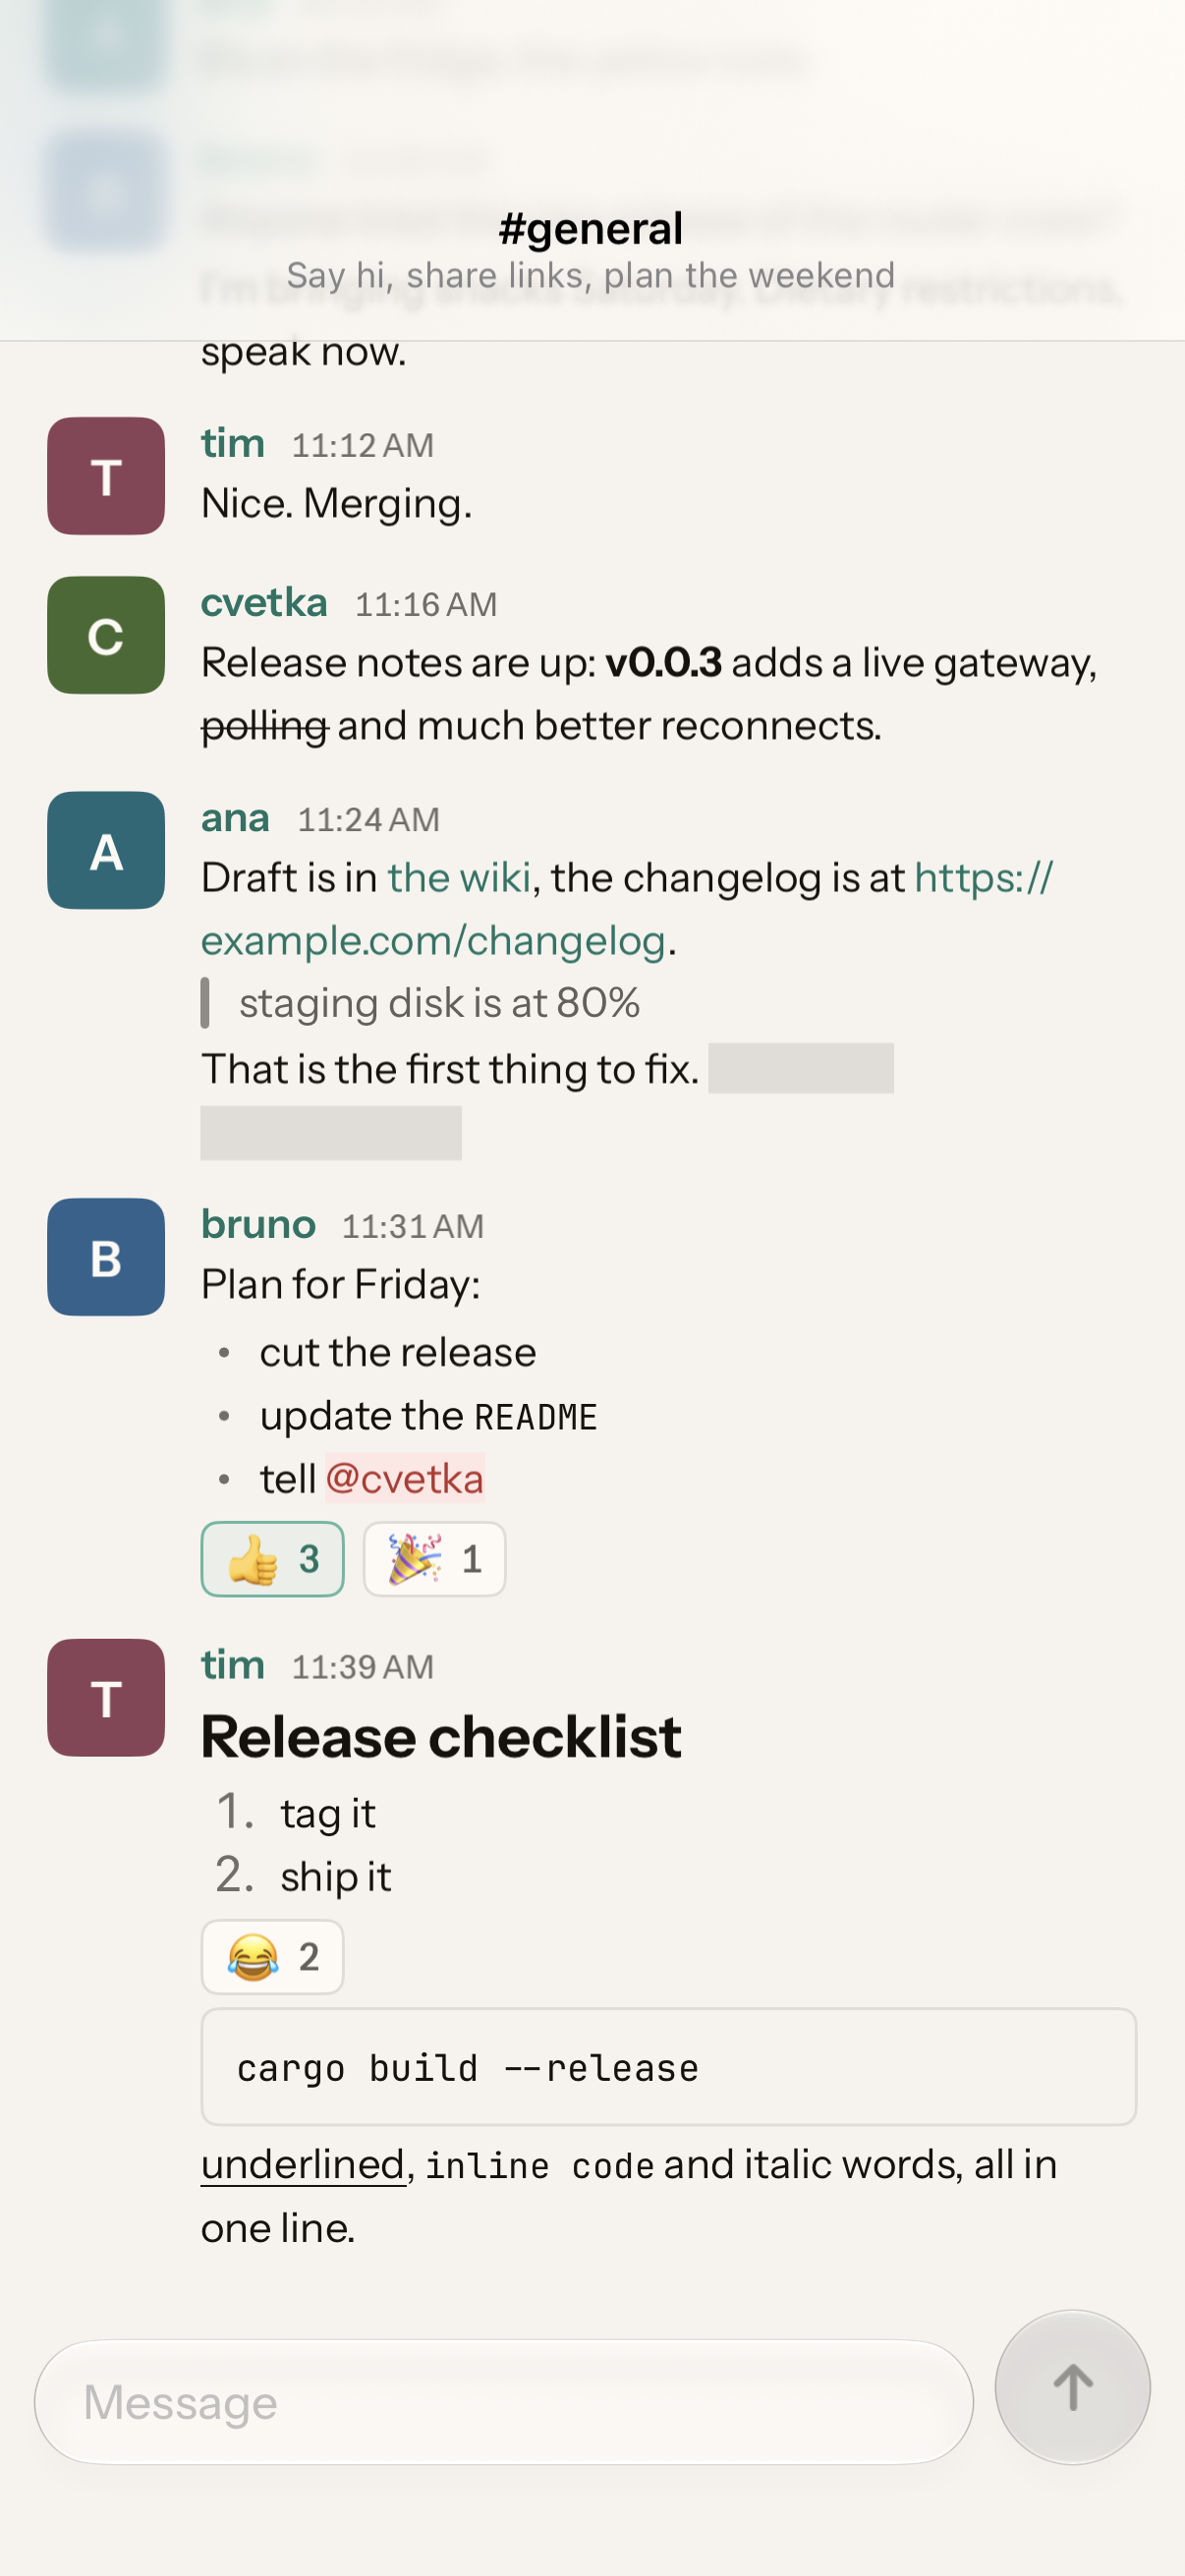 #general
Say hi, share links, plan the weekend
I'm bringing snacks Saturday. Dietary restrictions,
speak now.
T
tim 11:12 AM
Nice. Merging.
C
cvetka 11:16 AM
Release notes are up: v0.0.3 adds a live gateway,
polling and much better reconnects.
A
ana 11:24 AM
Draft is in the wiki, the changelog is at https://
example.com/changelog.
staging disk is at 80%
That is the first thing to fix.
B
bruno 11:31 AM
Plan for Friday:
• cut the release
• update the README
• tell @cvetka
👍 3 🎉 1
T
tim 11:39 AM
Release checklist
1. tag it
2. ship it
😂 2
cargo build --release
underlined, inline code and italic words, all in
one line.
Message